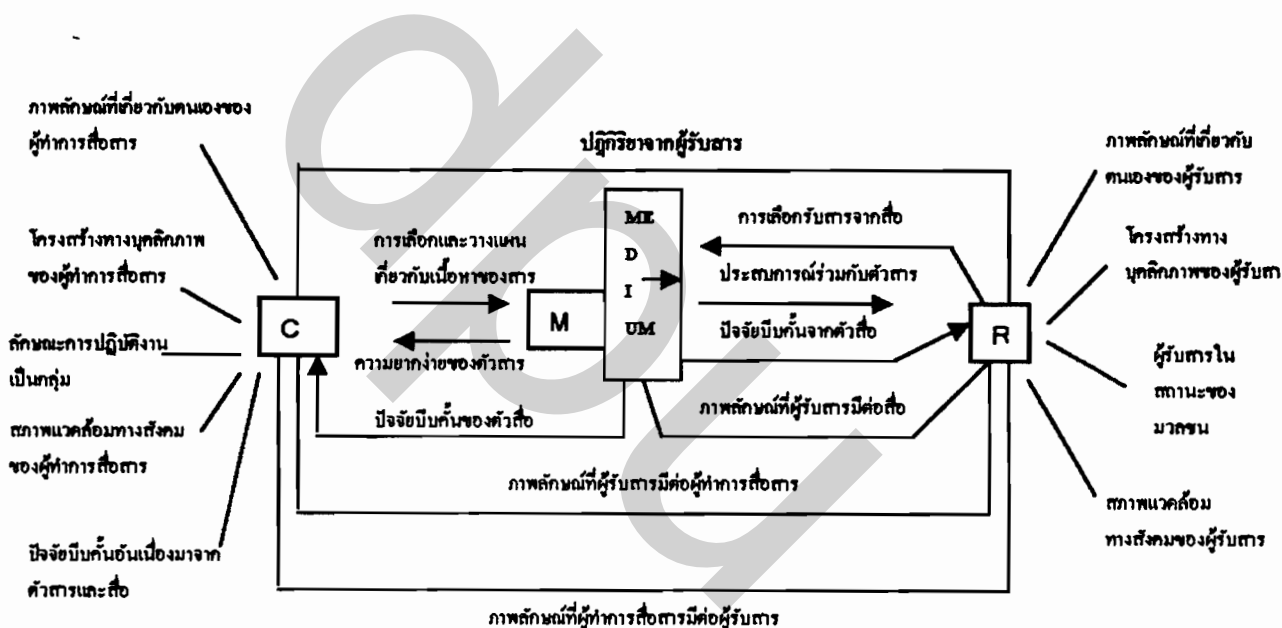 ภาพลักษณ์ที่เกี่ยวกับตนเองของ
ผู้ทำการสื่อสาร
โครงสร้างทางบุคลิกภาพ
ของผู้ทำการสื่อสาร
ลักษณะการปฏิบัติงาน
เป็นกลุ่ม
สภาพแวดล้อมทางสังคม
ของผู้ทำการสื่อสาร
ปัจจัยบีบคั้นอันเนื่องมาจาก
ตัวสารและสื่อ
C
ปฏิกิริยาจากผู้รับสาร
การเลือกและวางแผน
เกี่ยวกับเนื้อหาของสาร
M
ความยากง่ายของตัวสาร
ปัจจัยบีบคั้นของตัวสื่อ
ME
D
I
UM
การเลือกรับสารจากสื่อ
ประสบการณ์ร่วมกับตัวสาร
ปัจจัยบีบคั้นจากตัวสื่อ
ภาพลักษณ์ที่ผู้รับสารมีต่อสื่อ
R
ภาพลักษณ์ที่ผู้รับสารมีต่อผู้ทำการสื่อสาร
ภาพลักษณ์ที่ผู้ทำการสื่อสารมีต่อผู้รับสาร
ภาพลักษณ์ที่เกี่ยวกับ
ตนเองของผู้รับสาร
โครงสร้างทาง
บุคลิกภาพของผู้รับสา
ผู้รับสารใน
สถานะของ
มวลชน
สภาพแวดล้อม
ทางสังคมของผู้รับสาร
dpu